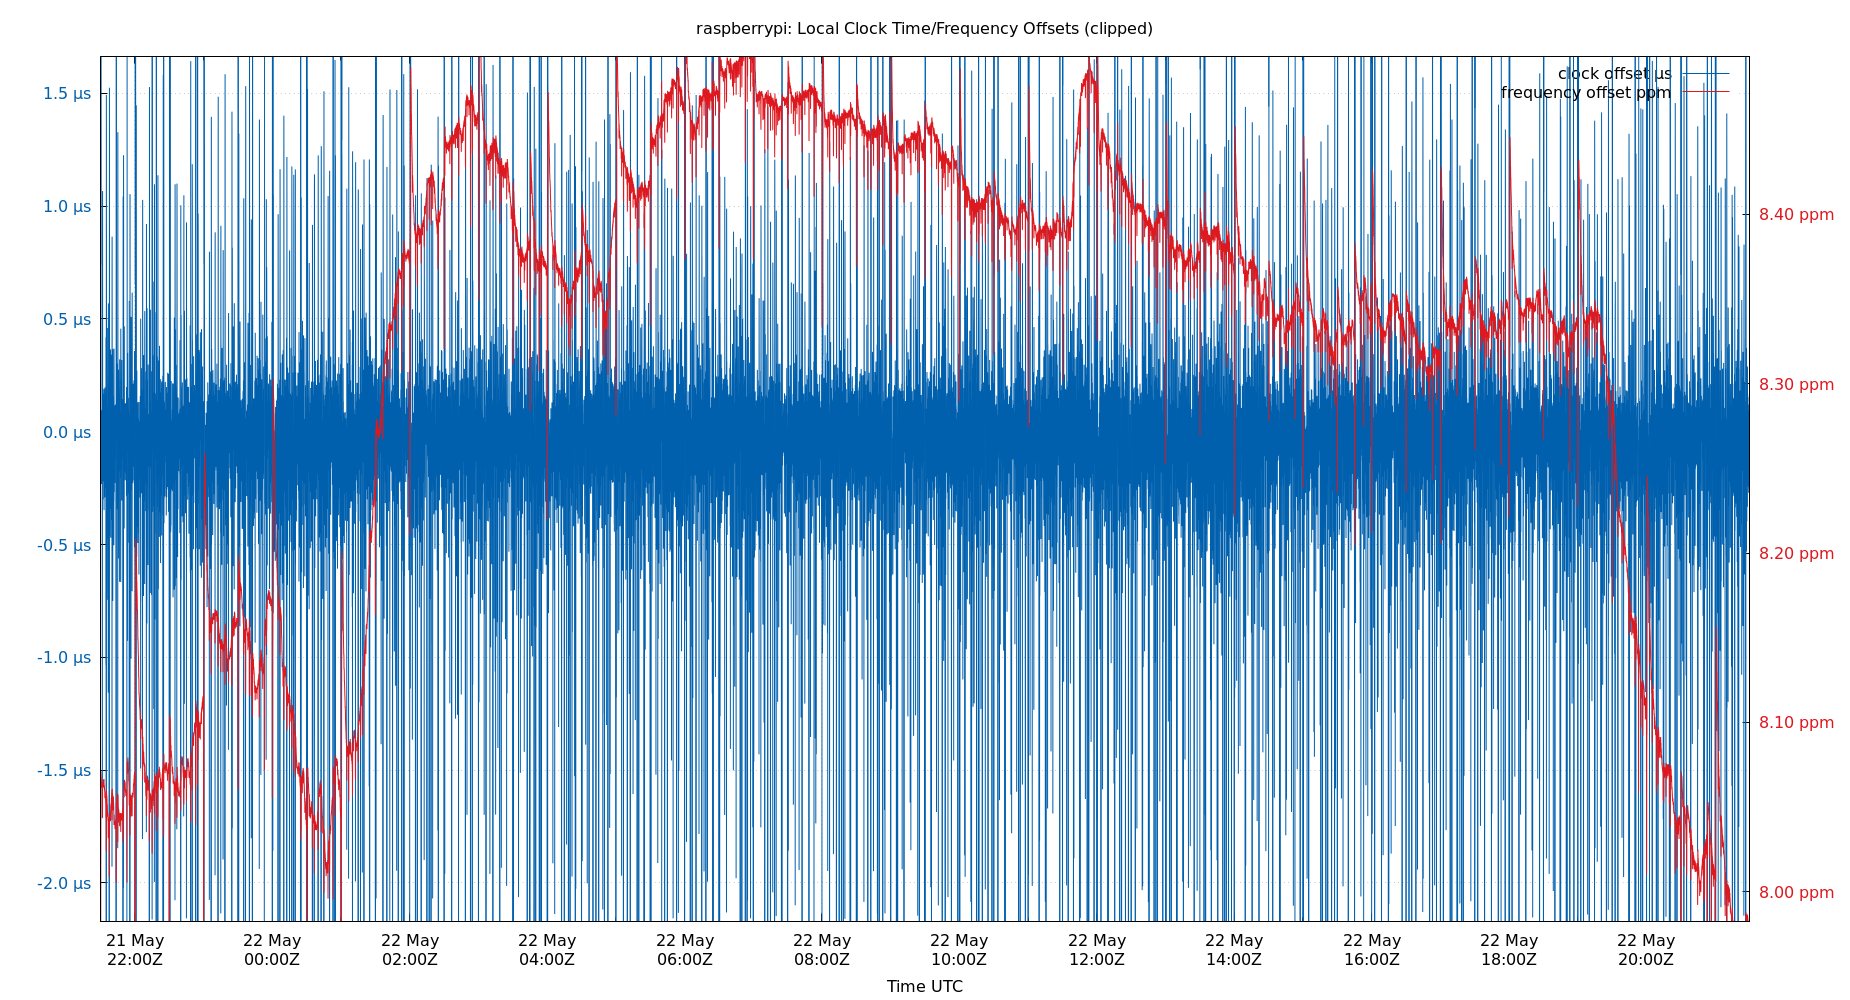 raspberrypi: Local Clock Time/Frequency Offsets (clipped)
clock offset µs
frequency offset ppm
1.5 µs
1.0 µs
0.5 µs
0.0 µs
-0.5 µs
-1.0 µs
-1.5 µs
-2.0 µs
8.40 ppm
8.30 ppm
8.20 ppm
8.10 ppm
8.00 ppm
21 May 22:00Z
22 May 00:00Z
22 May 02:00Z
22 May 04:00Z
22 May 06:00Z
22 May 08:00Z
22 May 10:00Z
22 May 12:00Z
22 May 14:00Z
22 May 16:00Z
22 May 18:00Z
22 May 20:00Z
Time UTC